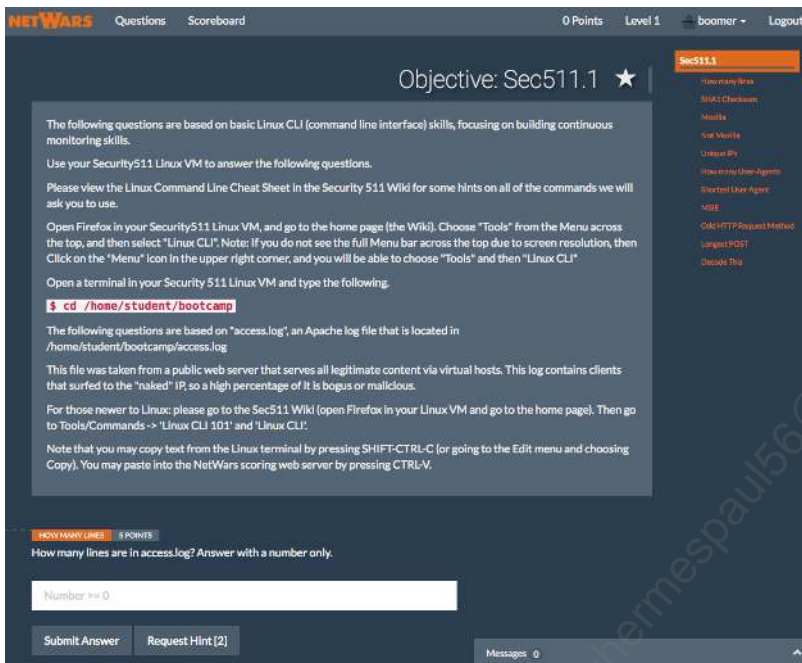 NETWARS Questions Scoreboard 0 Points Level 1 boomer Logout
Objective: Sec511.1
Sec511.1
How many lines
SHA1 Checksum
Mozilla
Not Mozilla
Unique IPs
How many User-Agents
Shortest User Agent
MSIE
Odd HTTP Request Method
Longest POST
Decode This
The following questions are based on basic Linux CLI (command line interface) skills, focusing on building continuous
monitoring skills.
Use your Security511 Linux VM to answer the following questions.
Please view the Linux Command Line Cheat Sheet in the Security 511 Wiki for some hints on all of the commands we will
ask you to use.
Open Firefox in your Security511 Linux VM, and go to the home page (the Wiki). Choose "Tools" from the Menu across
the top, and then select "Linux CLI". Note: If you do not see the full Menu bar across the top due to screen resolution, then
Click on the "Menu" icon in the upper right corner, and you will be able to choose "Tools" and then "Linux CLI"
Open a terminal in your Security 511 Linux VM and type the following.
$ cd /home/student/bootcamp
The following questions are based on "access.log", an Apache log file that is located in
/home/student/bootcamp/access.log
This file was taken from a public web server that serves all legitimate content via virtual hosts. This log contains clients
that surfed to the "naked" IP, so a high percentage of it is bogus or malicious.
For those newer to Linux: please go to the Sec511 Wiki (open Firefox in your Linux VM and go to the home page). Then go
to Tools/Commands -> 'Linux CLI 101' and 'Linux CLI'.
Note that you may copy text from the Linux terminal by pressing SHIFT-CTRL-C (or going to the Edit menu and choosing
Copy). You may paste into the NetWars scoring web server by pressing CTRL-V.
HOW MANY LINES 5 POINTS
How many lines are in access.log? Answer with a number only.
Number >= 0
Submit Answer Request Hint [2]
Messages 0